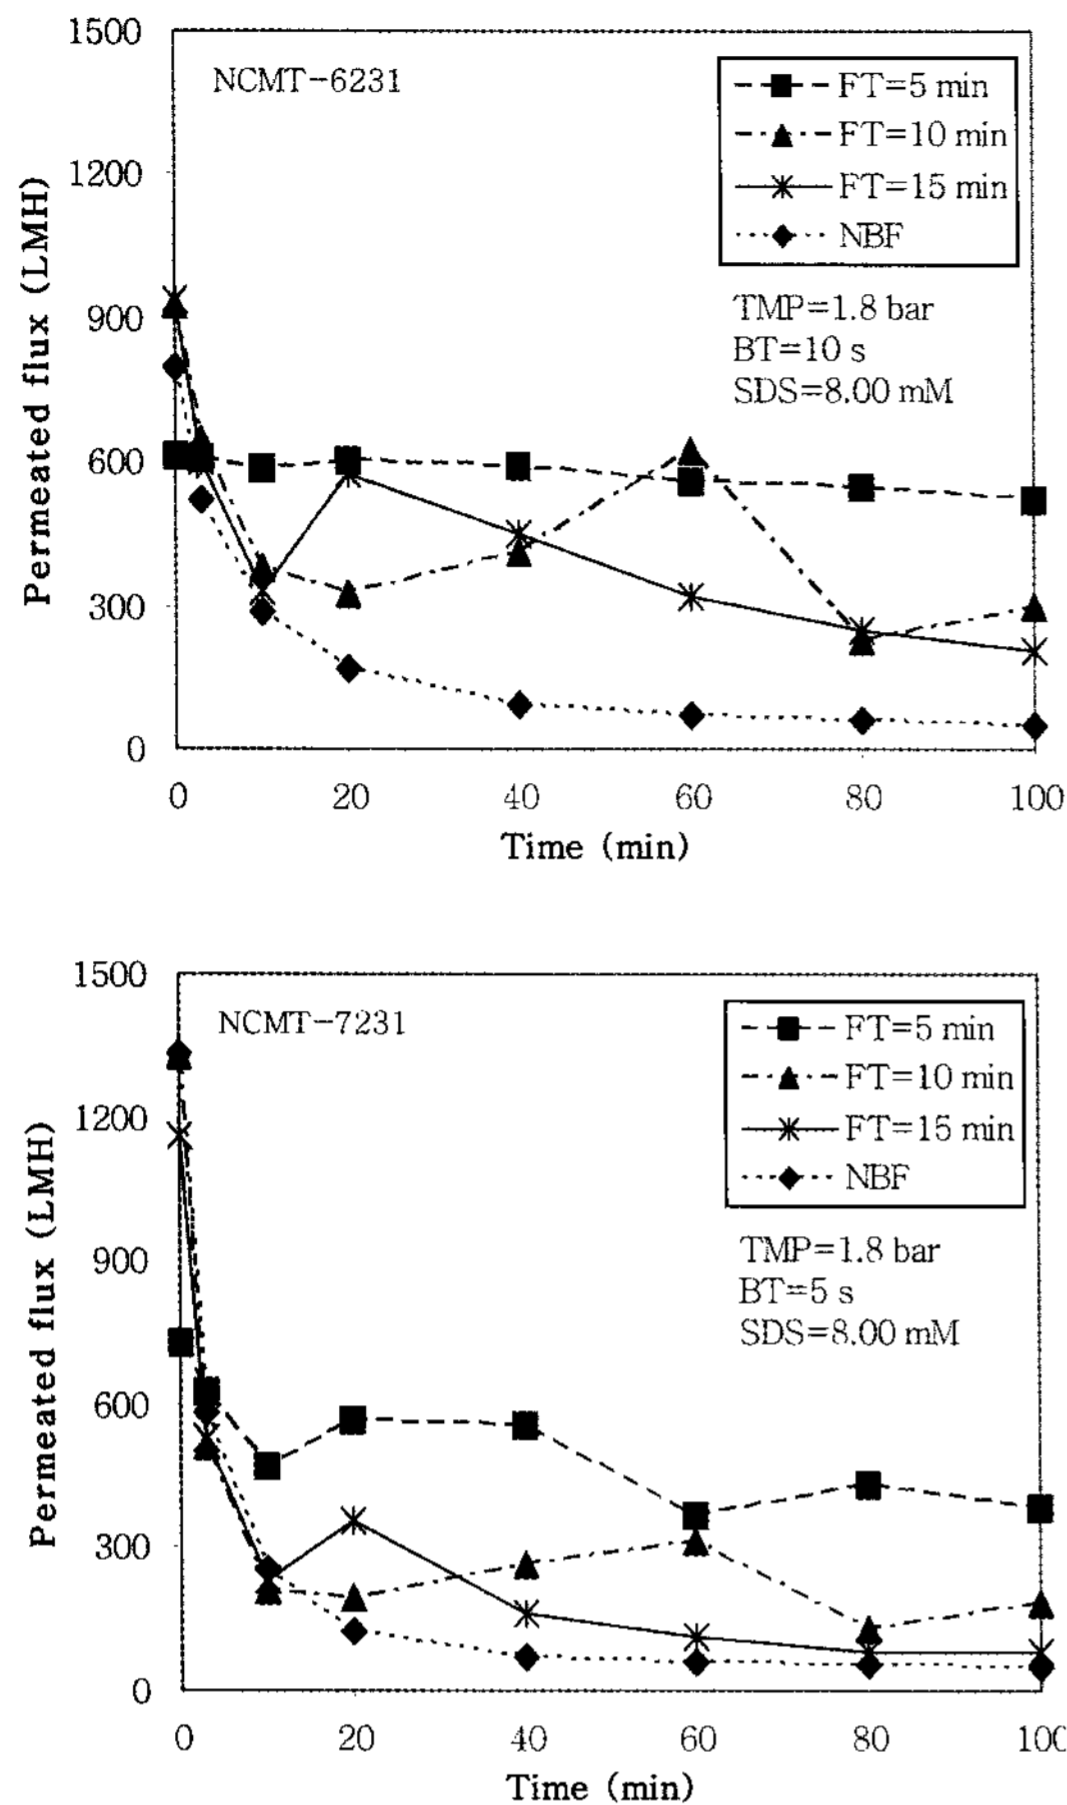 1500
NCMT-6231
FT=5 min
FT=10 min
FT=15 min
NBF
1200
TMP=1.8 bar
BT=10 s
SDS=8.00 mM
900
600
300
0
Permeated flux (LMH)
0 20 40 60 80 100
Time (min)
1500
NCMT-7231
FT=5 min
FT=10 min
FT=15 min
NBF
1200
TMP=1.8 bar
BT=5 s
SDS=8.00 mM
900
600
300
0
Permeated flux (LMH)
0 20 40 60 80 100
Time (min)